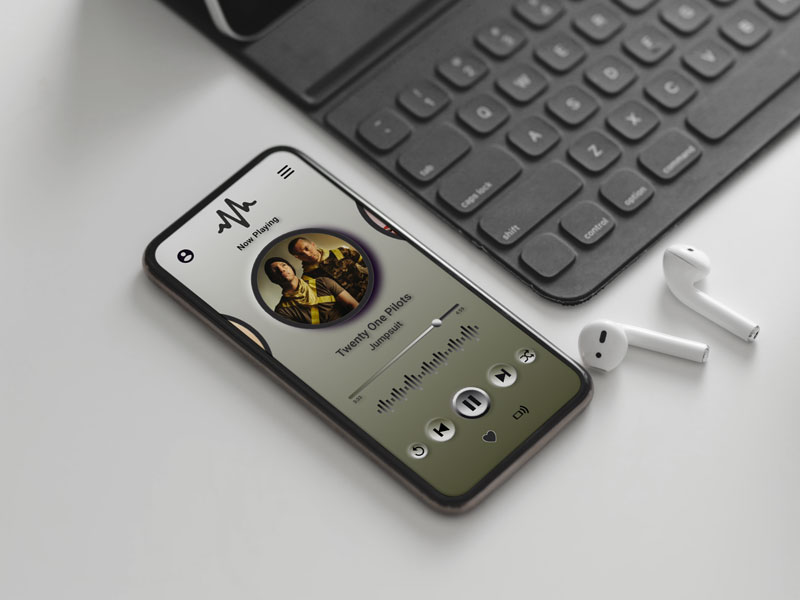 Now Playing
Twenty One Pilots
Jumpsuit
Q
W
E
R
tab
A
S
D
F
caps lock
Z
X
C
V
B
shift
control
option
command